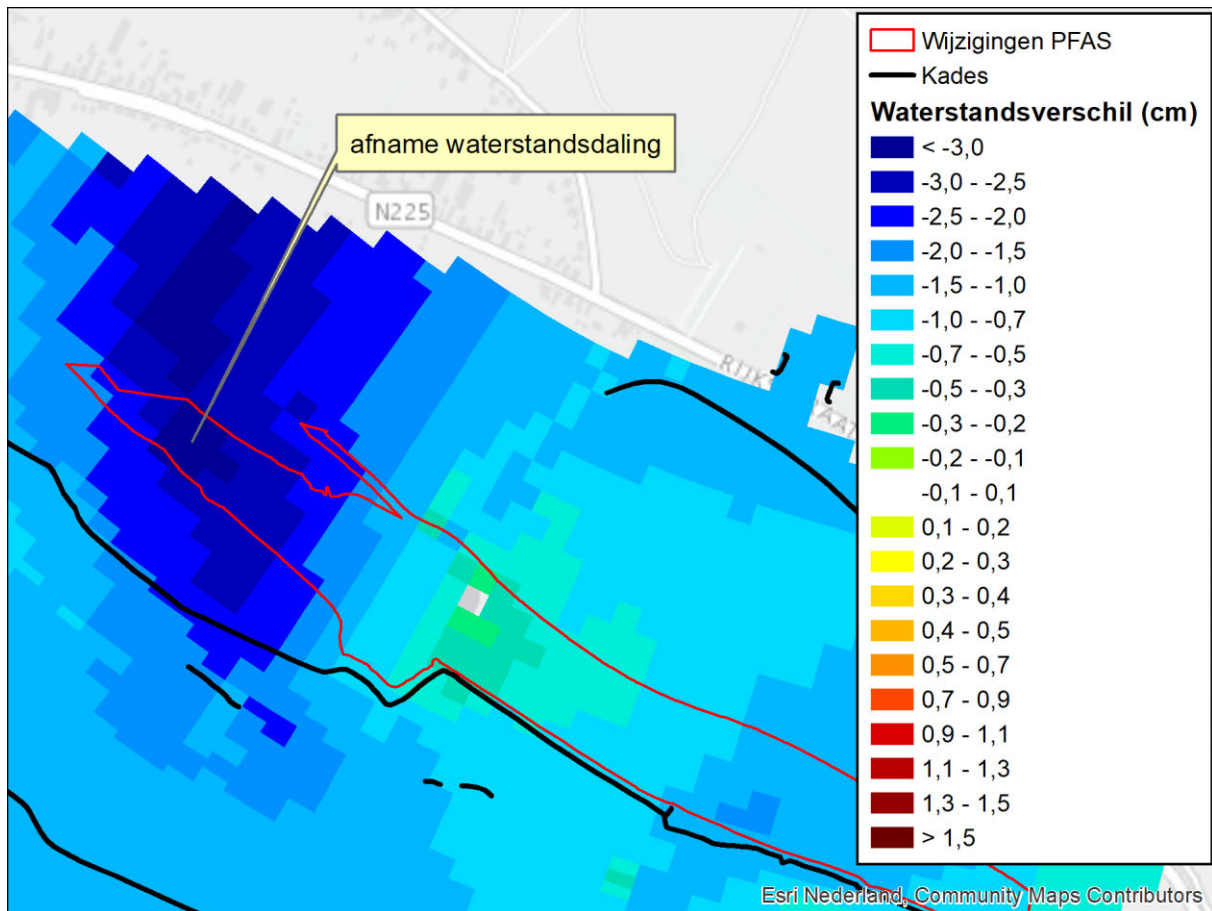 Wijzigingen PFAS
Kades
Waterstandsverschil (cm)
< -3,0
-3,0 - -2,5
-2,5 - -2,0
-2,0 - -1,5
-1,5 - -1,0
-1,0 - -0,7
-0,7 - -0,5
-0,5 - -0,3
-0,3 - -0,2
-0,2 - -0,1
-0,1 - 0,1
0,1 - 0,2
0,2 - 0,3
0,3 - 0,4
0,4 - 0,5
0,5 - 0,7
0,7 - 0,9
0,9 - 1,1
1,1 - 1,3
1,3 - 1,5
> 1,5
afname waterstandsdaling
N225
Esri Nederland, Community Maps Contributors